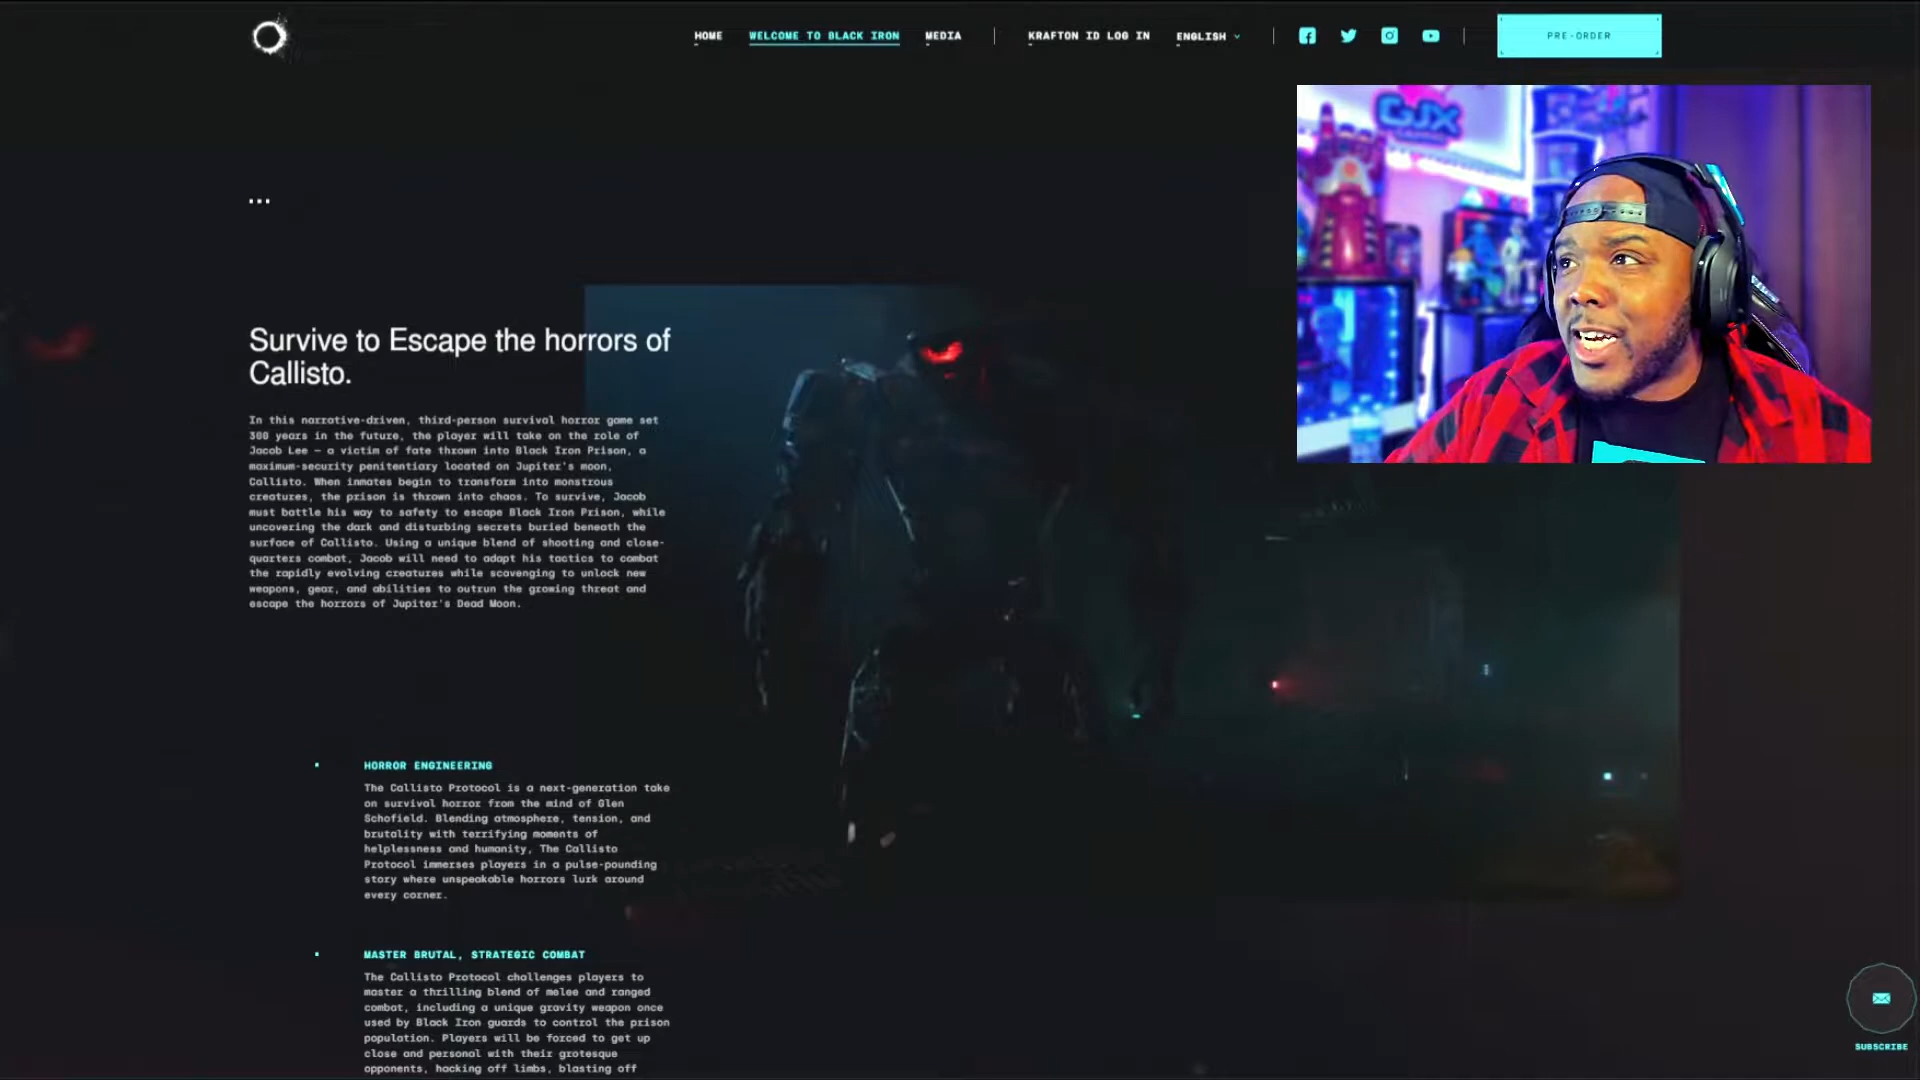 HOME
WELCOME TO BLACK IRON
MEDIA
KRAFTON ID LOG IN
ENGLISH
PRE-ORDER
GJX
...
Survive to Escape the horrors of
Callisto.
In this narrative-driven, third-person survival horror game set
300 years in the future, the player will take on the role of
Jacob Lee – a victim of fate thrown into Black Iron Prison, a
maximum-security penitentiary located on Jupiter's moon,
Callisto. When inmates begin to transform into monstrous
creatures, the prison is thrown into chaos. To survive, Jacob
must battle his way to safety to escape Black Iron Prison, while
uncovering the dark and disturbing secrets buried beneath the
surface of Callisto. Using a unique blend of shooting and close-
quarters combat, Jacob will need to adapt his tactics to combat
the rapidly evolving creatures while scavenging to unlock new
weapons, gear, and abilities to outrun the growing threat and
escape the horrors of Jupiter's Dead Moon.
HORROR ENGINEERING
The Callisto Protocol is a next-generation take
on survival horror from the mind of Glen
Schofield. Blending atmosphere, tension, and
brutality with terrifying moments of
helplessness and humanity, The Callisto
Protocol immerses players in a pulse-pounding
story where unspeakable horrors lurk around
every corner.
MASTER BRUTAL, STRATEGIC COMBAT
The Callisto Protocol challenges players to
master a thrilling blend of melee and ranged
combat, including a unique gravity weapon once
used by Black Iron guards to control the prison
population. Players will be forced to get up
close and personal with their grotesque
opponents, hacking off limbs, blasting off
SUBSCRIBE